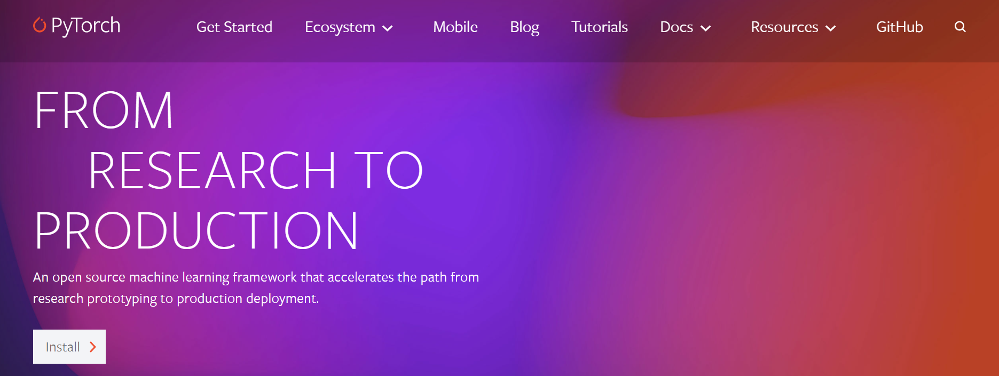 PyTorch Get Started Ecosystem Mobile Blog Tutorials Docs Resources GitHub
FROM
RESEARCH TO
PRODUCTION
An open source machine learning framework that accelerates the path from
research prototyping to production deployment.
Install